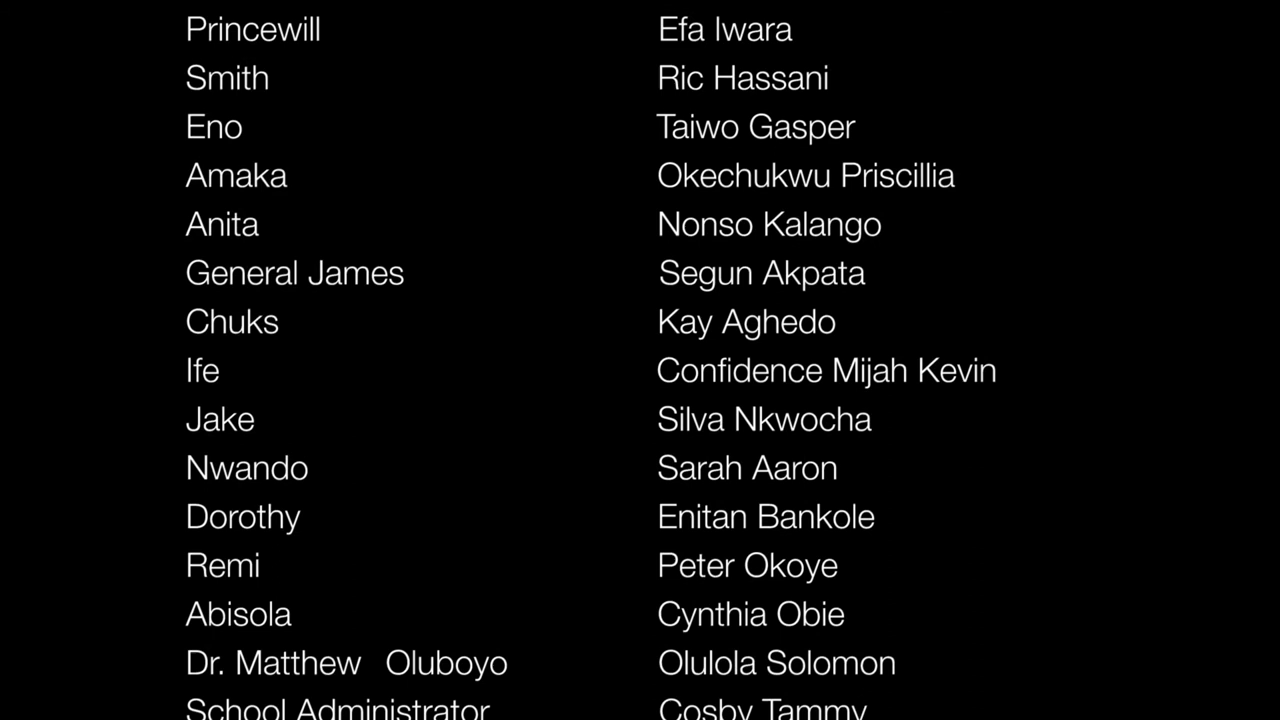 Princewill Efa Iwara
Smith Ric Hassani
Eno Taiwo Gasper
Amaka Okechukwu Priscillia
Anita Nonso Kalango
General James Segun Akpata
Chuks Kay Aghedo
Ife Confidence Mijah Kevin
Jake Silva Nkwocha
Nwando Sarah Aaron
Dorothy Enitan Bankole
Remi Peter Okoye
Abisola Cynthia Obie
Dr. Matthew Oluboyo Olulola Solomon
School Administrator Cosby Tammy